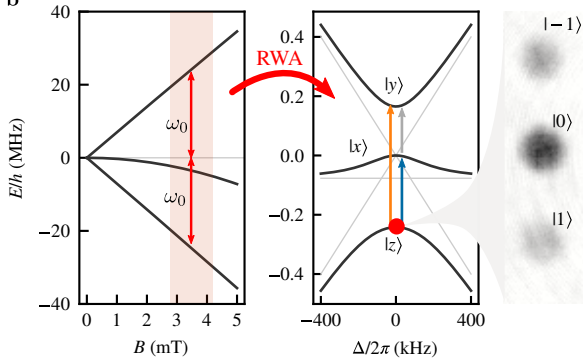 b
40
20
0
−20
−40
E/h (MHz)
0 1 2 3 4 5
B (mT)
ω₀
ω₀
RWA
0.4
0.2
0.0
−0.2
−0.4
−400 0 400
Δ/2π (kHz)
|y⟩
|x⟩
|z⟩
|−1⟩
|0⟩
|1⟩